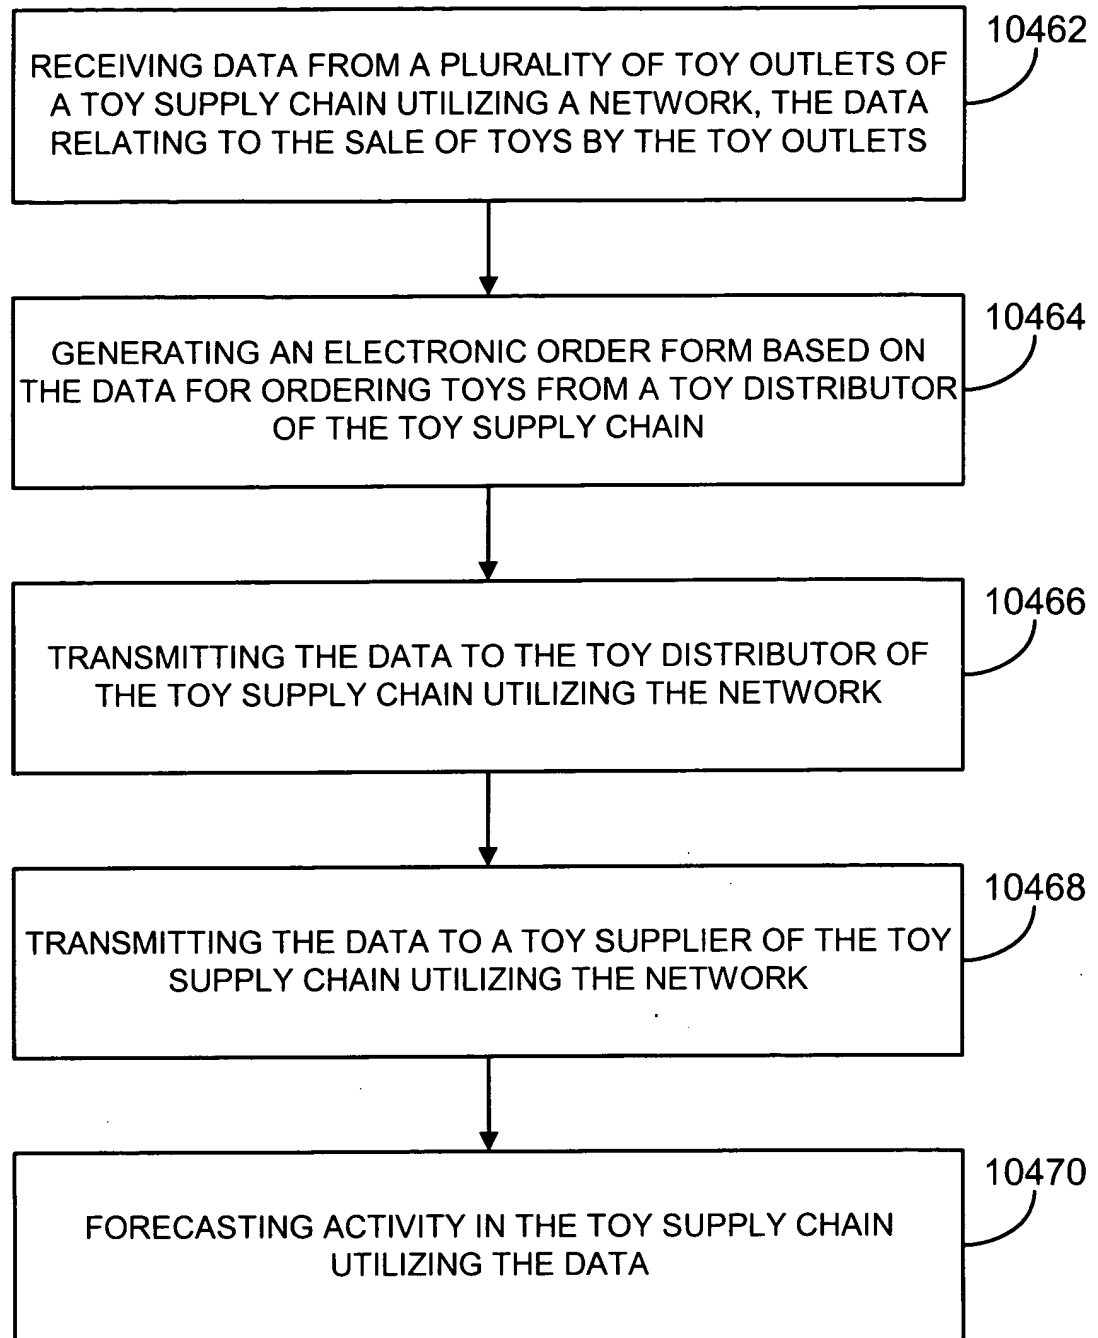 10462
RECEIVING DATA FROM A PLURALITY OF TOY OUTLETS OF
A TOY SUPPLY CHAIN UTILIZING A NETWORK, THE DATA
RELATING TO THE SALE OF TOYS BY THE TOY OUTLETS
10464
GENERATING AN ELECTRONIC ORDER FORM BASED ON
THE DATA FOR ORDERING TOYS FROM A TOY DISTRIBUTOR
OF THE TOY SUPPLY CHAIN
10466
TRANSMITTING THE DATA TO THE TOY DISTRIBUTOR OF
THE TOY SUPPLY CHAIN UTILIZING THE NETWORK
10468
TRANSMITTING THE DATA TO A TOY SUPPLIER OF THE TOY
SUPPLY CHAIN UTILIZING THE NETWORK
10470
FORECASTING ACTIVITY IN THE TOY SUPPLY CHAIN
UTILIZING THE DATA